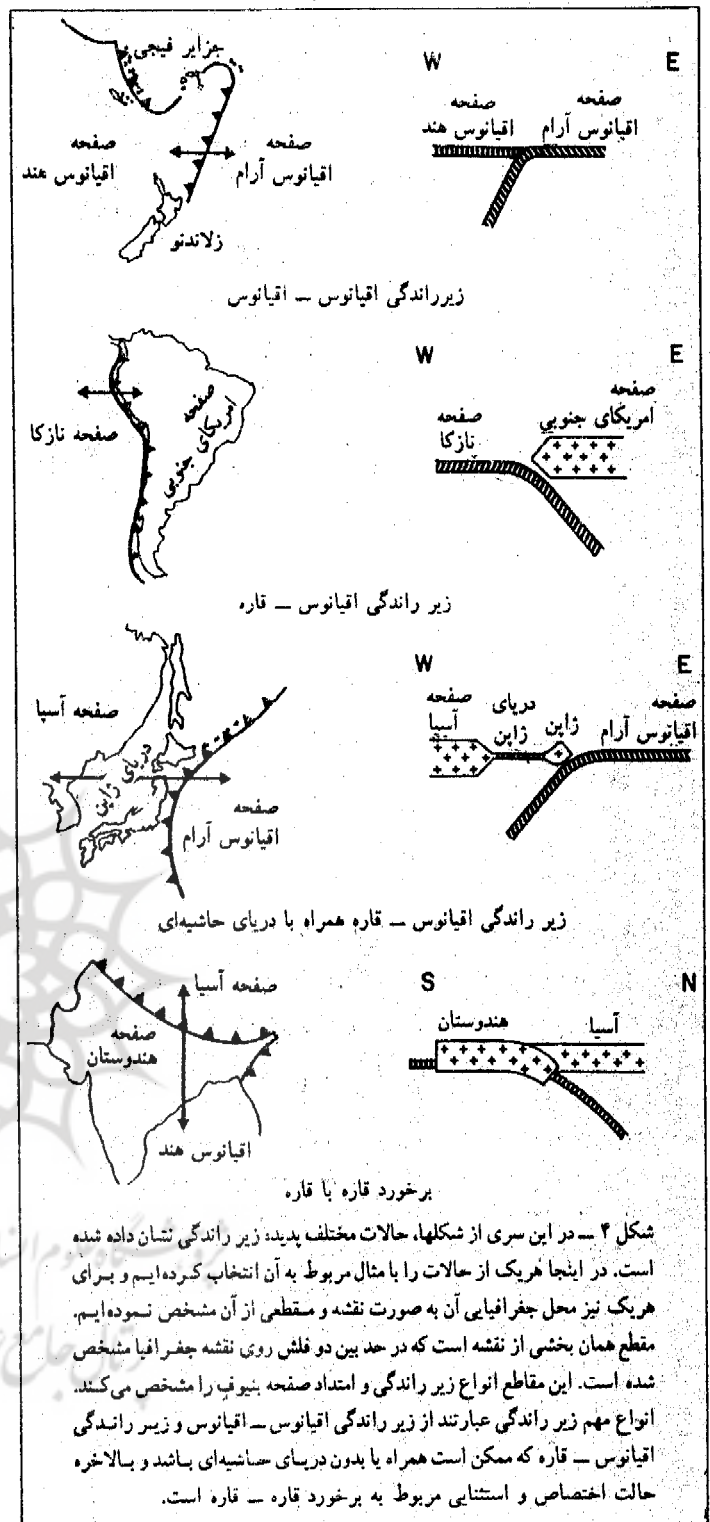 جزایر فیجی
صفحه
اقیانوس هند
صفحه
اقیانوس آرام
زلاندنو
W
E
صفحه
اقیانوس هند
صفحه
اقیانوس آرام
زیرراندگی اقیانوس ــ اقیانوس
صفحه نازکا
صفحه
امریکای جنوبی
W
E
صفحه
نازکا
صفحه
امریکای جنوبی
زیر راندگی اقیانوس ــ قاره
صفحه آسیا
دریای ژاپن
صفحه
اقیانوس آرام
W
E
صفحه
آسیا
دریای
ژاپن
ژاپن
صفحه
اقیانوس آرام
زیر راندگی اقیانوس ــ قاره همراه با دریای حاشیه‌ای
صفحه آسیا
صفحه
هندوستان
اقیانوس هند
S
N
هندوستان
آسیا
برخورد قاره با قاره
شکل ۴ ــ در این سری از شکلها، حالات مختلف پدیده زیر راندگی نشان داده شده
است. در اینجا هریک از حالات را با مثال مربوط به آن انتخاب کرده‌ایم و برای
هریک نیز محل جغرافیایی آن به صورت نقشه و مقطعی از آن مشخص نموده‌ایم.
مقطع همان بخشی از نقشه است که در حد بین دو فلش روی نقشه جغرافیا مشخص
شده است. این مقاطع انواع زیر راندگی و امتداد صفحه بنیوف را مشخص می‌کنند.
انواع مهم زیر راندگی عبارتند از زیر راندگی اقیانوس ــ اقیانوس و زیر راندگی
اقیانوس ــ قاره که ممکن است همراه یا بدون دریای حاشیه‌ای باشد و بالاخره
حالت اختصاص و استثنایی مربوط به برخورد قاره ــ قاره است.